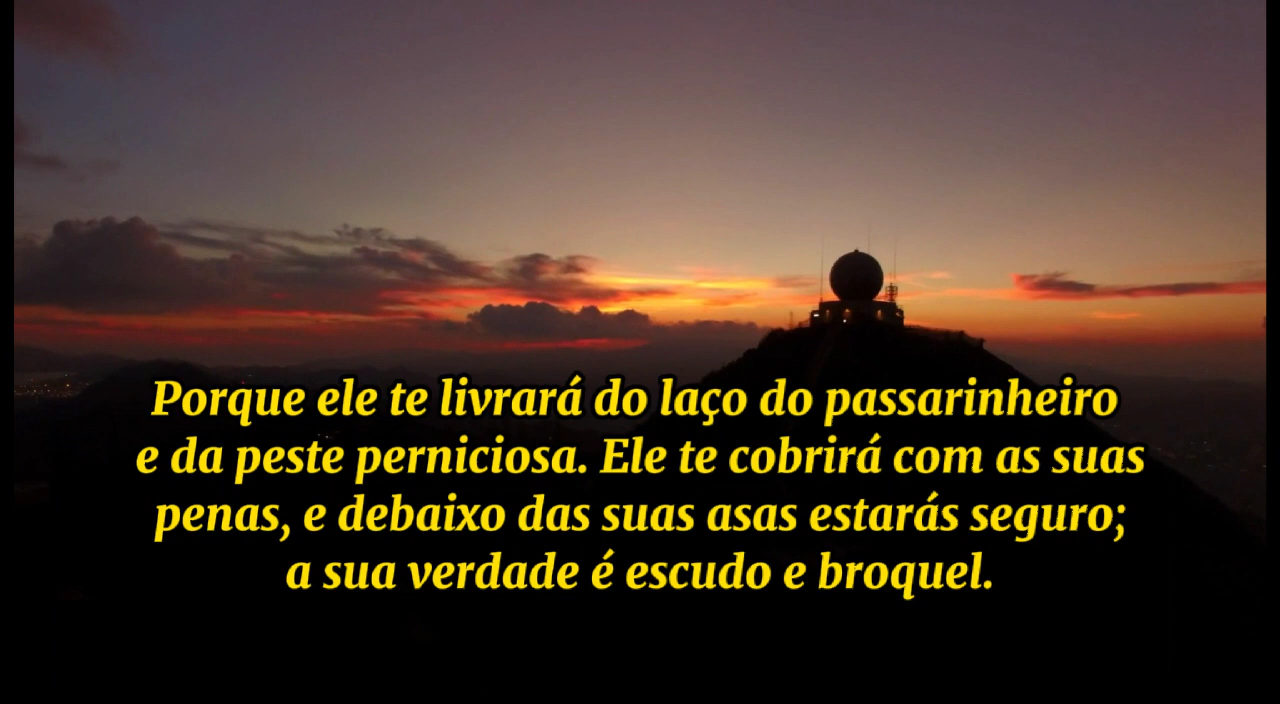 Porque ele te livrará do laço do passarinheiro
e da peste perniciosa. Ele te cobrirá com as suas
penas, e debaixo das suas asas estarás seguro;
a sua verdade é escudo e broquel.